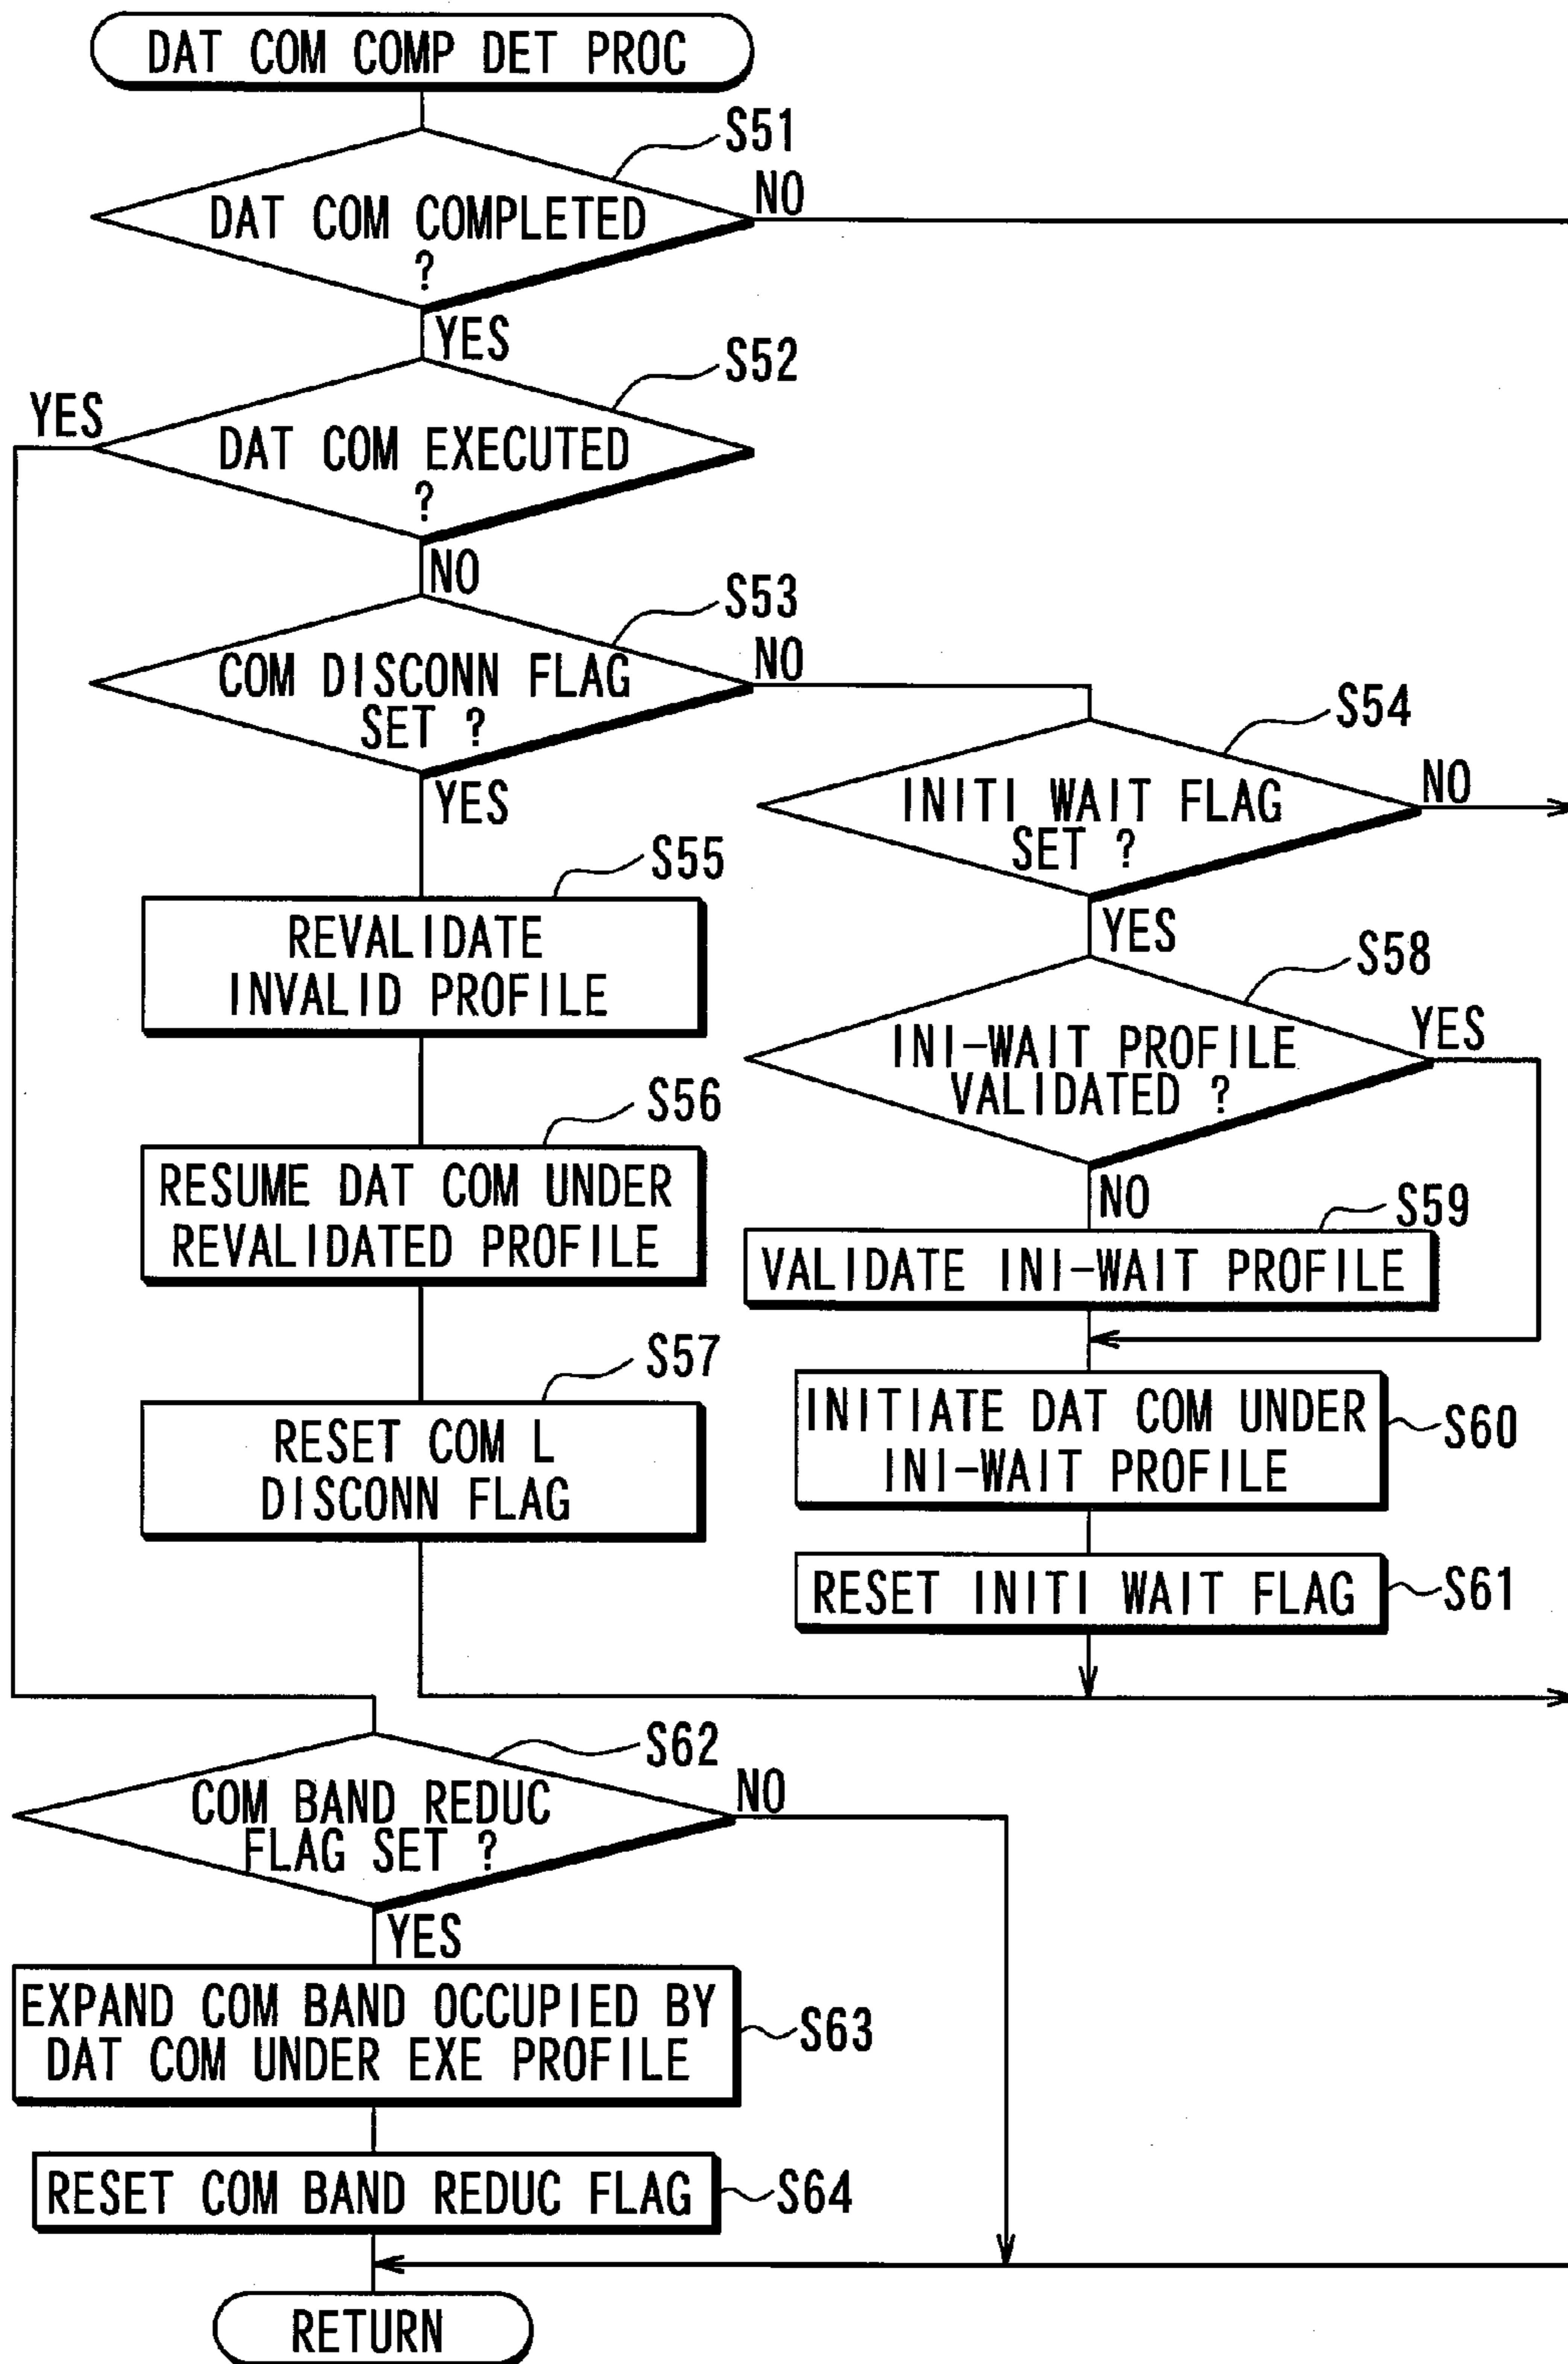 DAT COM COMP DET PROC
S51
DAT COM COMPLETED
?
NO
YES
S52
YES
DAT COM EXECUTED
?
NO
S53
COM DISCONN FLAG
SET ?
NO
YES
S54
INITI WAIT FLAG
SET ?
NO
YES
S55
REVALIDATE
INVALID PROFILE
S58
INI-WAIT PROFILE
VALIDATED ?
YES
NO
S56
RESUME DAT COM UNDER
REVALIDATED PROFILE
S59
VALIDATE INI-WAIT PROFILE
S57
RESET COM L
DISCONN FLAG
INITIATE DAT COM UNDER
INI-WAIT PROFILE
S60
RESET INITI WAIT FLAG
S61
S62
COM BAND REDUC
FLAG SET ?
NO
YES
EXPAND COM BAND OCCUPIED BY
DAT COM UNDER EXE PROFILE
S63
RESET COM BAND REDUC FLAG
S64
RETURN